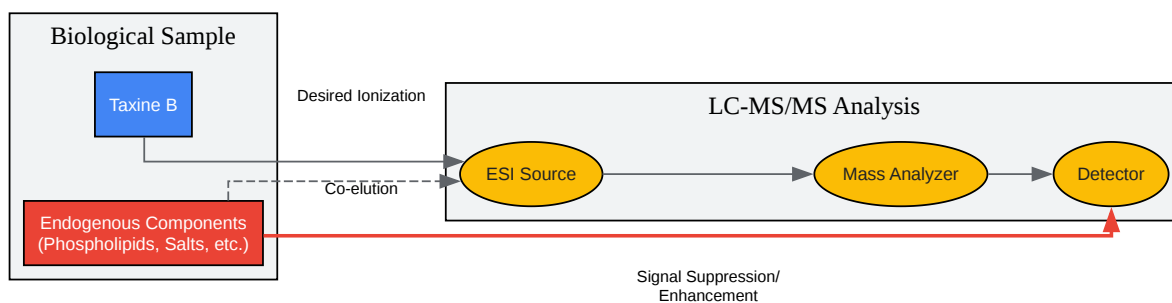 Biological Sample
Taxine B
Endogenous Components
(Phospholipids, Salts, etc.)
Desired Ionization
Co-elution
LC-MS/MS Analysis
ESI Source
Mass Analyzer
Detector
Signal Suppression/
Enhancement